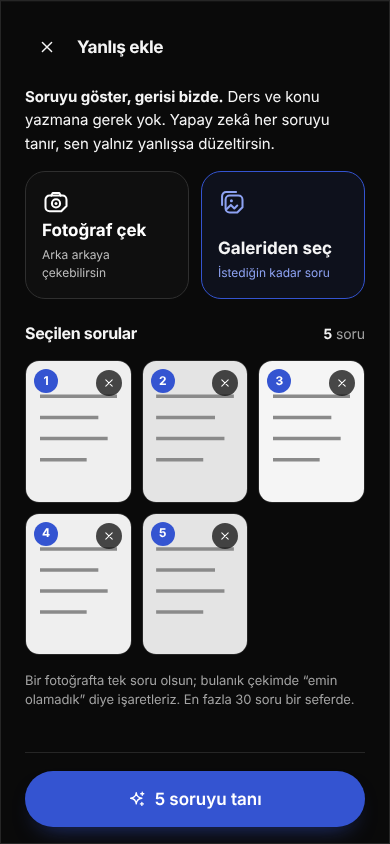 Yanlış ekle
Soruyu göster, gerisi bizde. Ders ve konu
yazmana gerek yok. Yapay zekâ her soruyu
tanır, sen yalnız yanlışsa düzeltirsin.
Fotoğraf çek
Arka arkaya
çekebilirsin
Galeriden seç
İstediğin kadar soru
Seçilen sorular
5 soru
1
2
3
4
5
Bir fotoğrafta tek soru olsun; bulanık çekimde “emin
olamadık” diye işaretleriz. En fazla 30 soru bir seferde.
5 soruyu tanı